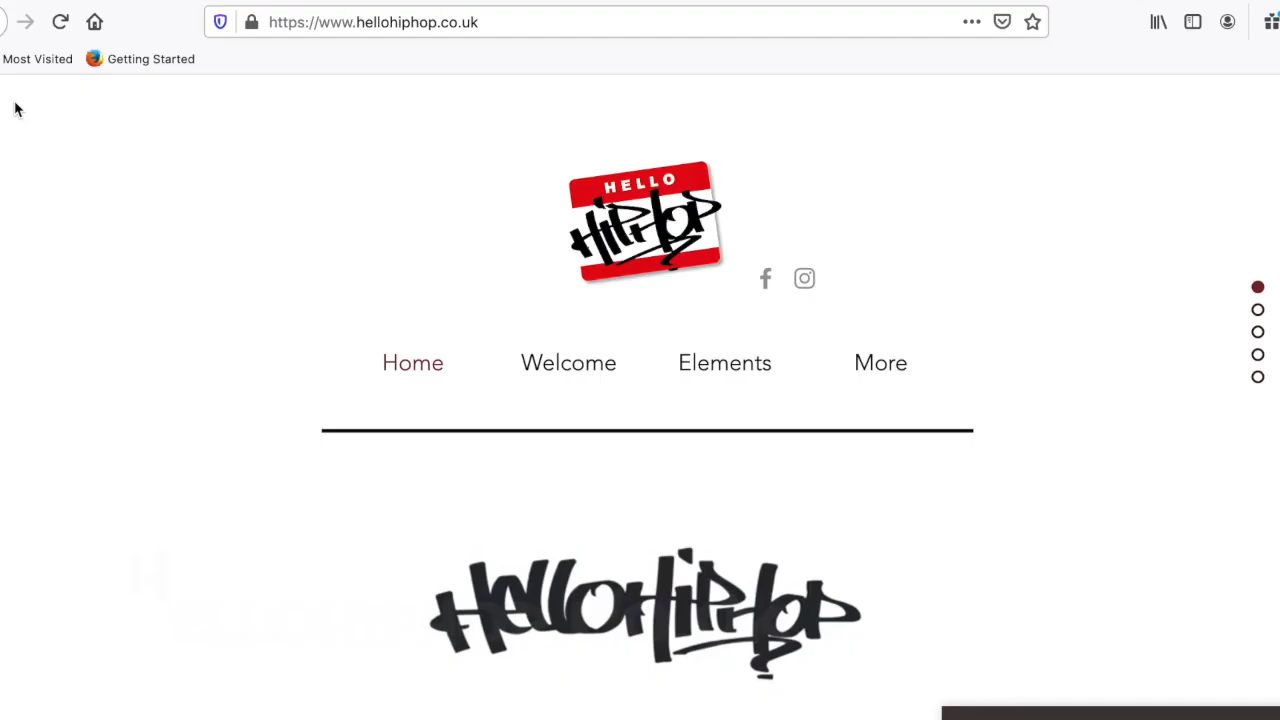 https://www.hellohiphop.co.uk
Most Visited Getting Started
HELLO
HIPHOP
Home Welcome Elements More
HelloHipHop